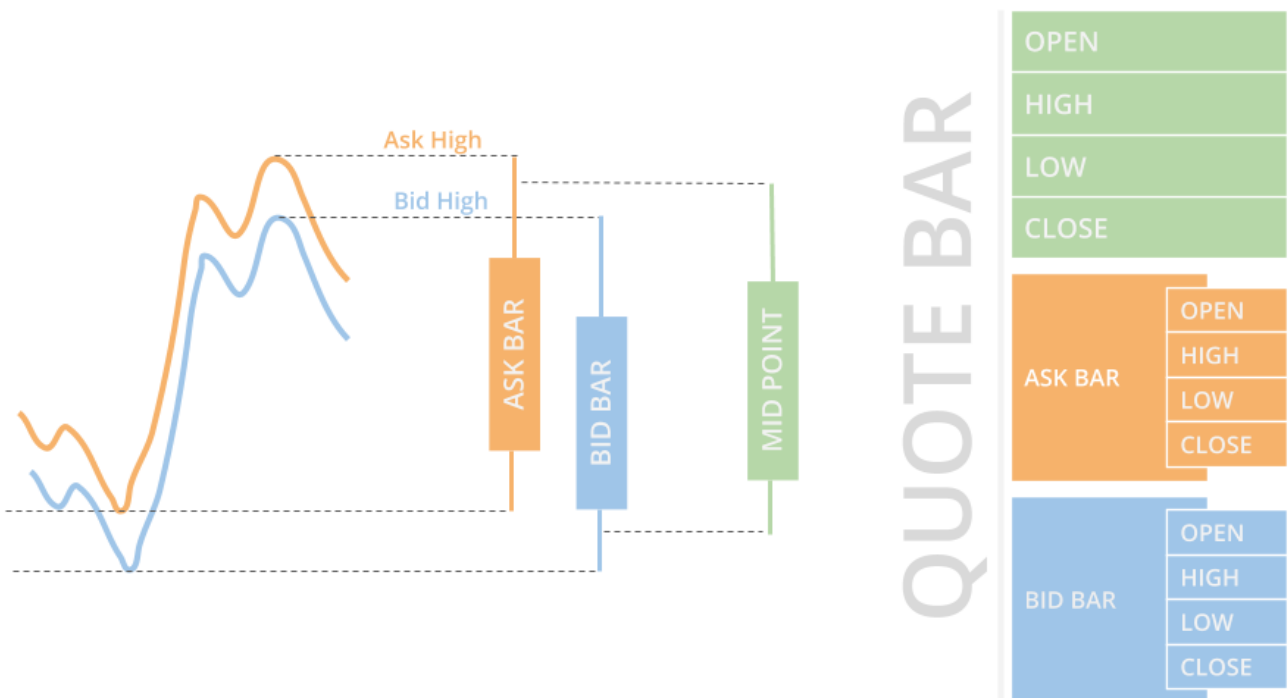 Ask High
Bid High
ASK BAR
BID BAR
MID POINT
QUOTE BAR
OPEN
HIGH
LOW
CLOSE
ASK BAR
OPEN
HIGH
LOW
CLOSE
BID BAR
OPEN
HIGH
LOW
CLOSE